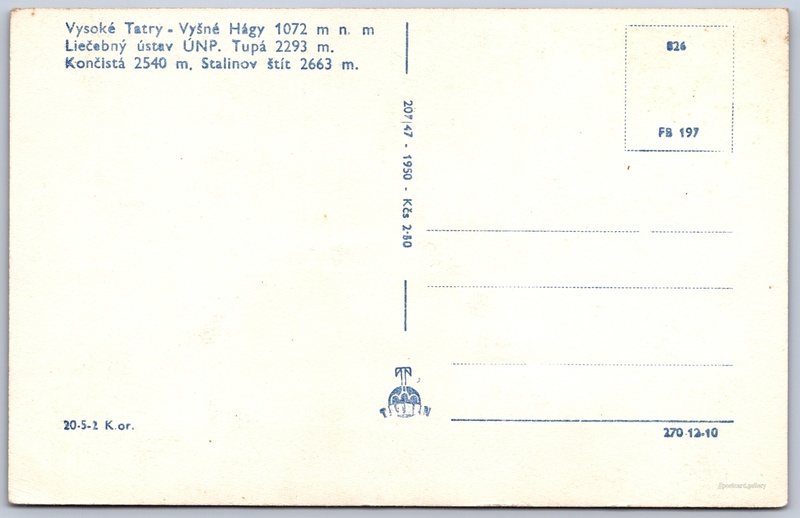 Vysoké Tatry - Vyšné Hágy 1072 m n. m
Liečebný ústav ÚNP. Tupá 2293 m.
Končistá 2540 m, Stalinov štít 2663 m.
826
FB 197
207/47 - 1950 - Kčs 2·80
20-5-2 K.or.
270-12-10